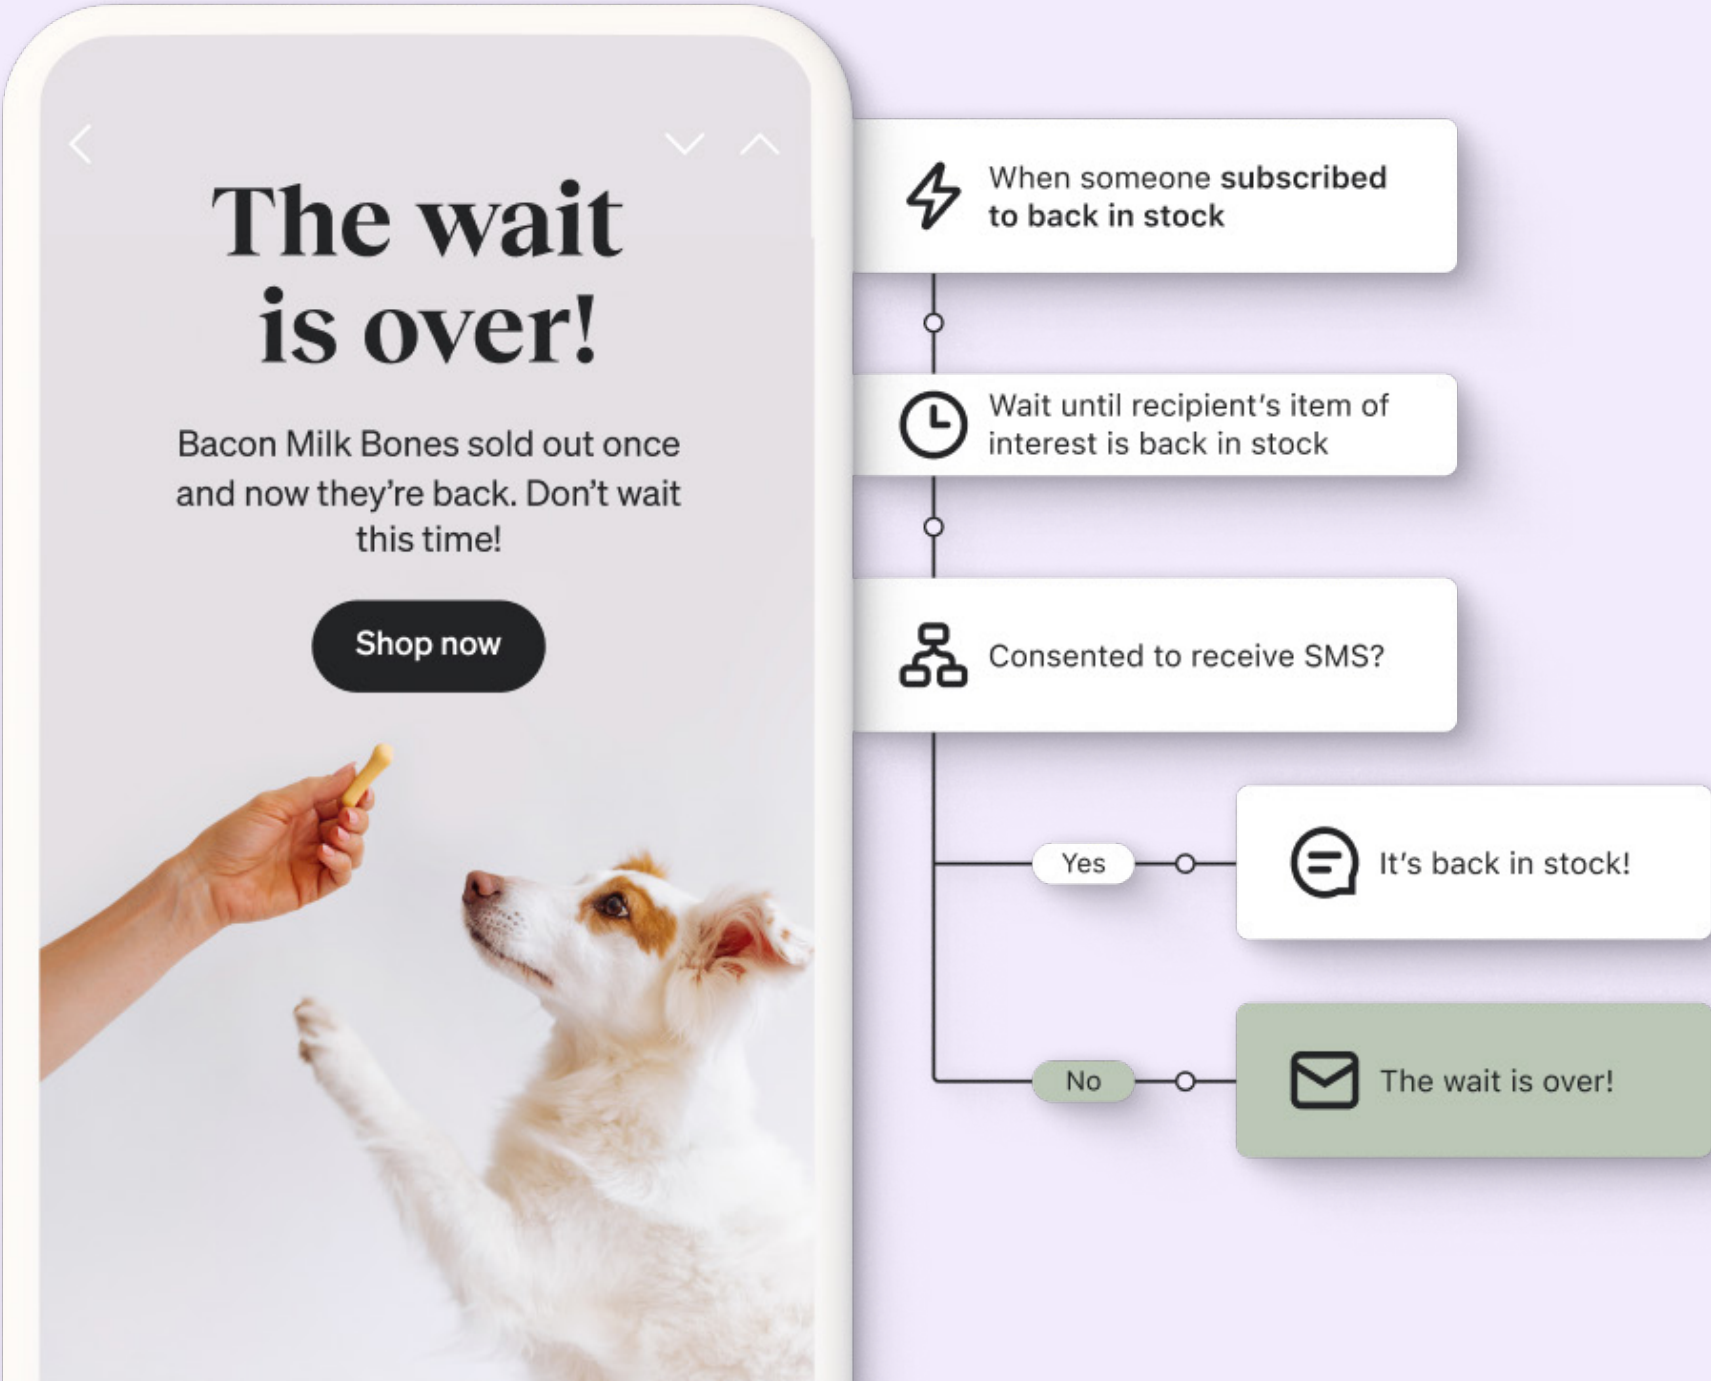 The wait
is over!
Bacon Milk Bones sold out once
and now they’re back. Don’t wait
this time!
Shop now
When someone subscribed
to back in stock
Wait until recipient’s item of
interest is back in stock
Consented to receive SMS?
Yes
It’s back in stock!
No
The wait is over!